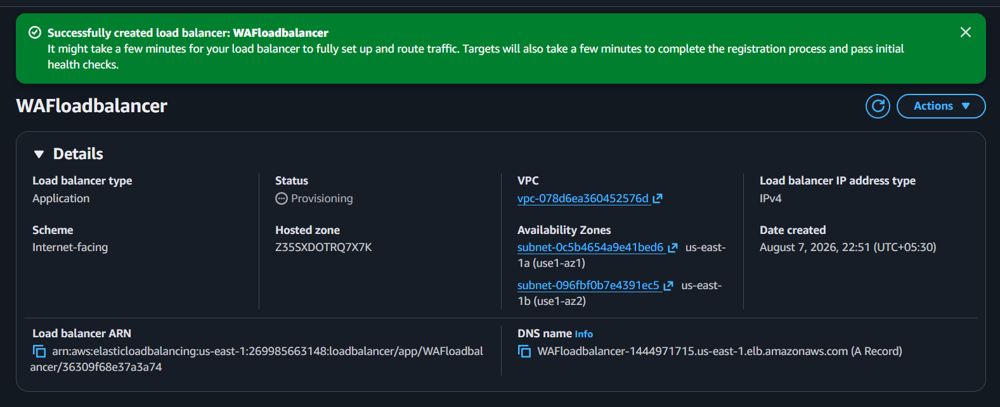 Successfully created load balancer: WAFloadbalancer
It might take a few minutes for your load balancer to fully set up and route traffic. Targets will also take a few minutes to complete the registration process and pass initial
health checks.
WAFloadbalancer
Actions
Details
Load balancer type
Application
Status
Provisioning
VPC
vpc-078d6ea360452576d
Load balancer IP address type
IPv4
Scheme
Internet-facing
Hosted zone
Z35SXDOTRQ7X7K
Availability Zones
subnet-0c5b4654a9e41bed6 us-east-
1a (use1-az1)
subnet-096fbf0b7e4391ec5 us-east-
1b (use1-az2)
Date created
August 7, 2026, 22:51 (UTC+05:30)
Load balancer ARN
arn:aws:elasticloadbalancing:us-east-1:269985663148:loadbalancer/app/WAFloadbal
ancer/36309f68e37a3a74
DNS name Info
WAFloadbalancer-1444971715.us-east-1.elb.amazonaws.com (A Record)